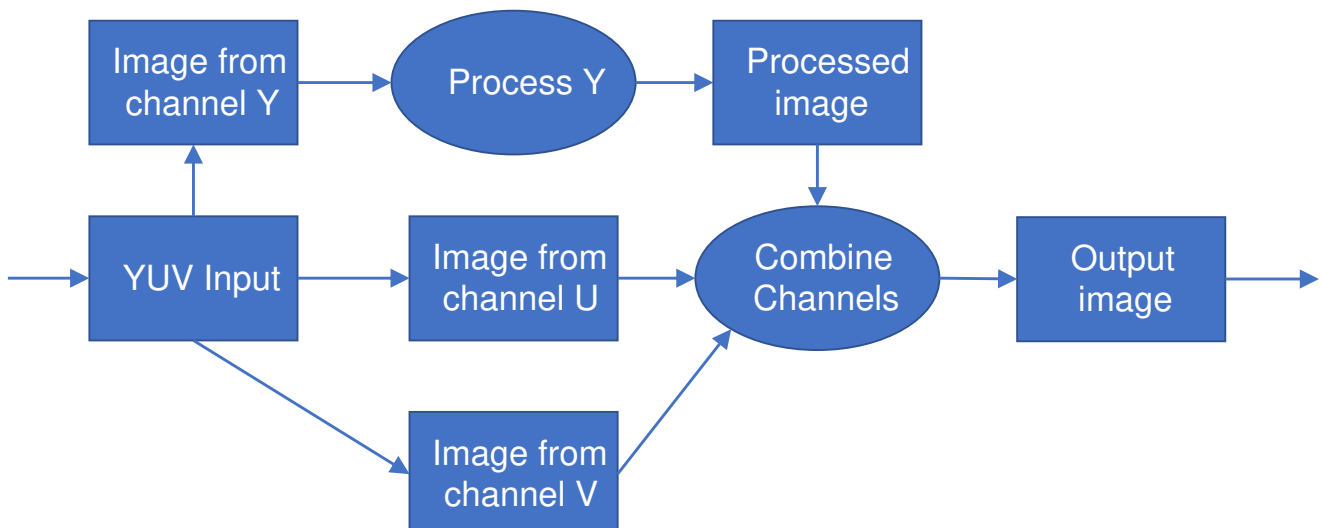 Image from
channel Y
Process Y
Processed
image
YUV Input
Image from
channel U
Combine
Channels
Output
image
Image from
channel V